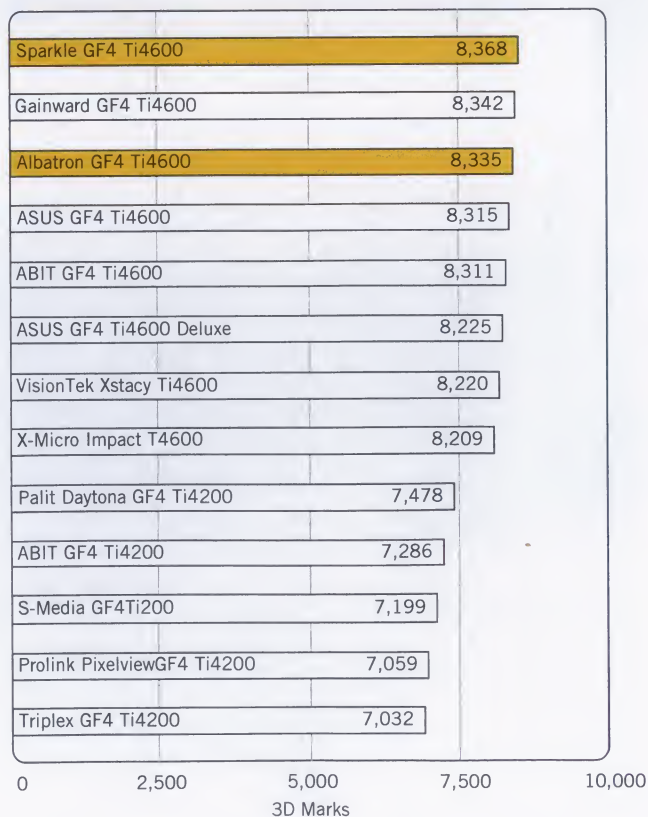 Sparkle GF4 Ti4600 8,368
Gainward GF4 Ti4600 8,342
Albatron GF4 Ti4600 8,335
ASUS GF4 Ti4600 8,315
ABIT GF4 Ti4600 8,311
ASUS GF4 Ti4600 Deluxe 8,225
VisionTek Xstacy Ti4600 8,220
X-Micro Impact T4600 8,209
Palit Daytona GF4 Ti4200 7,478
ABIT GF4 Ti4200 7,286
S-Media GF4Ti200 7,199
Prolink PixelviewGF4 Ti4200 7,059
Triplex GF4 Ti4200 7,032
0 2,500 5,000 7,500 10,000
3D Marks